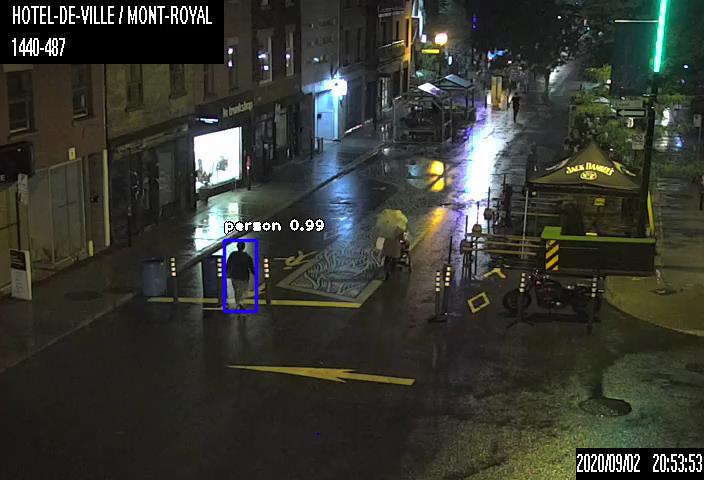 HOTEL-DE-VILLE / MONT-ROYAL
1440-487
person 0.99
JACK DANIEL'S
2020/09/02 20:53:53